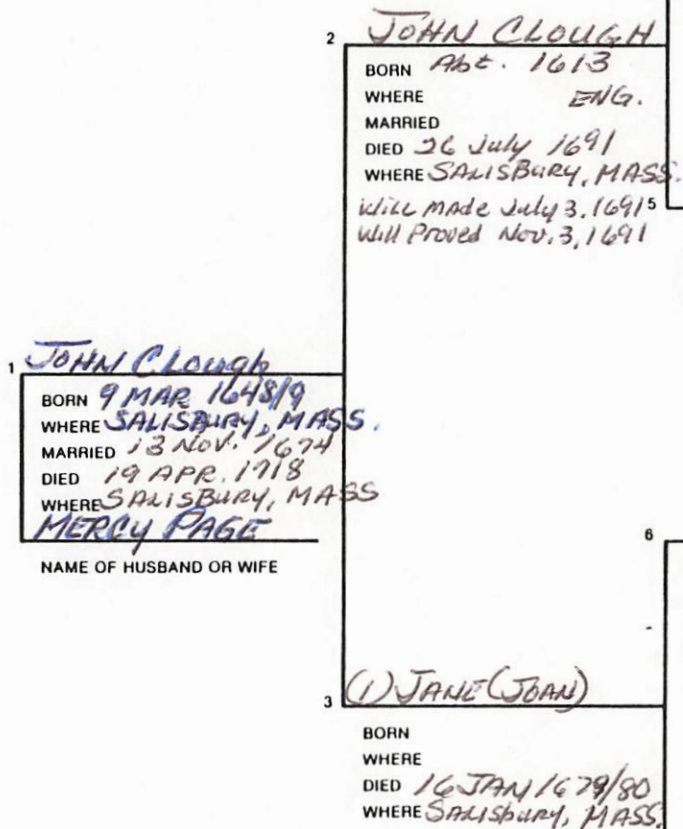 2
JOHN CLOUGH
BORN Abt. 1613
WHERE ENG.
MARRIED
DIED 26 July 1691
WHERE SALISBURY, MASS.
Will made July 3, 1691
5
Will Proved Nov. 3, 1691
1
JOHN Clough
BORN 9 MAR 1648/9
WHERE SALISBURY, MASS.
MARRIED 13 NOV. 1674
DIED 19 APR. 1718
WHERE SALISBURY, MASS
MERCY PAGE
NAME OF HUSBAND OR WIFE
6
3
(1) JANE (JOAN)
BORN
WHERE
DIED 16 JAN 1679/80
WHERE SALISBURY, MASS.